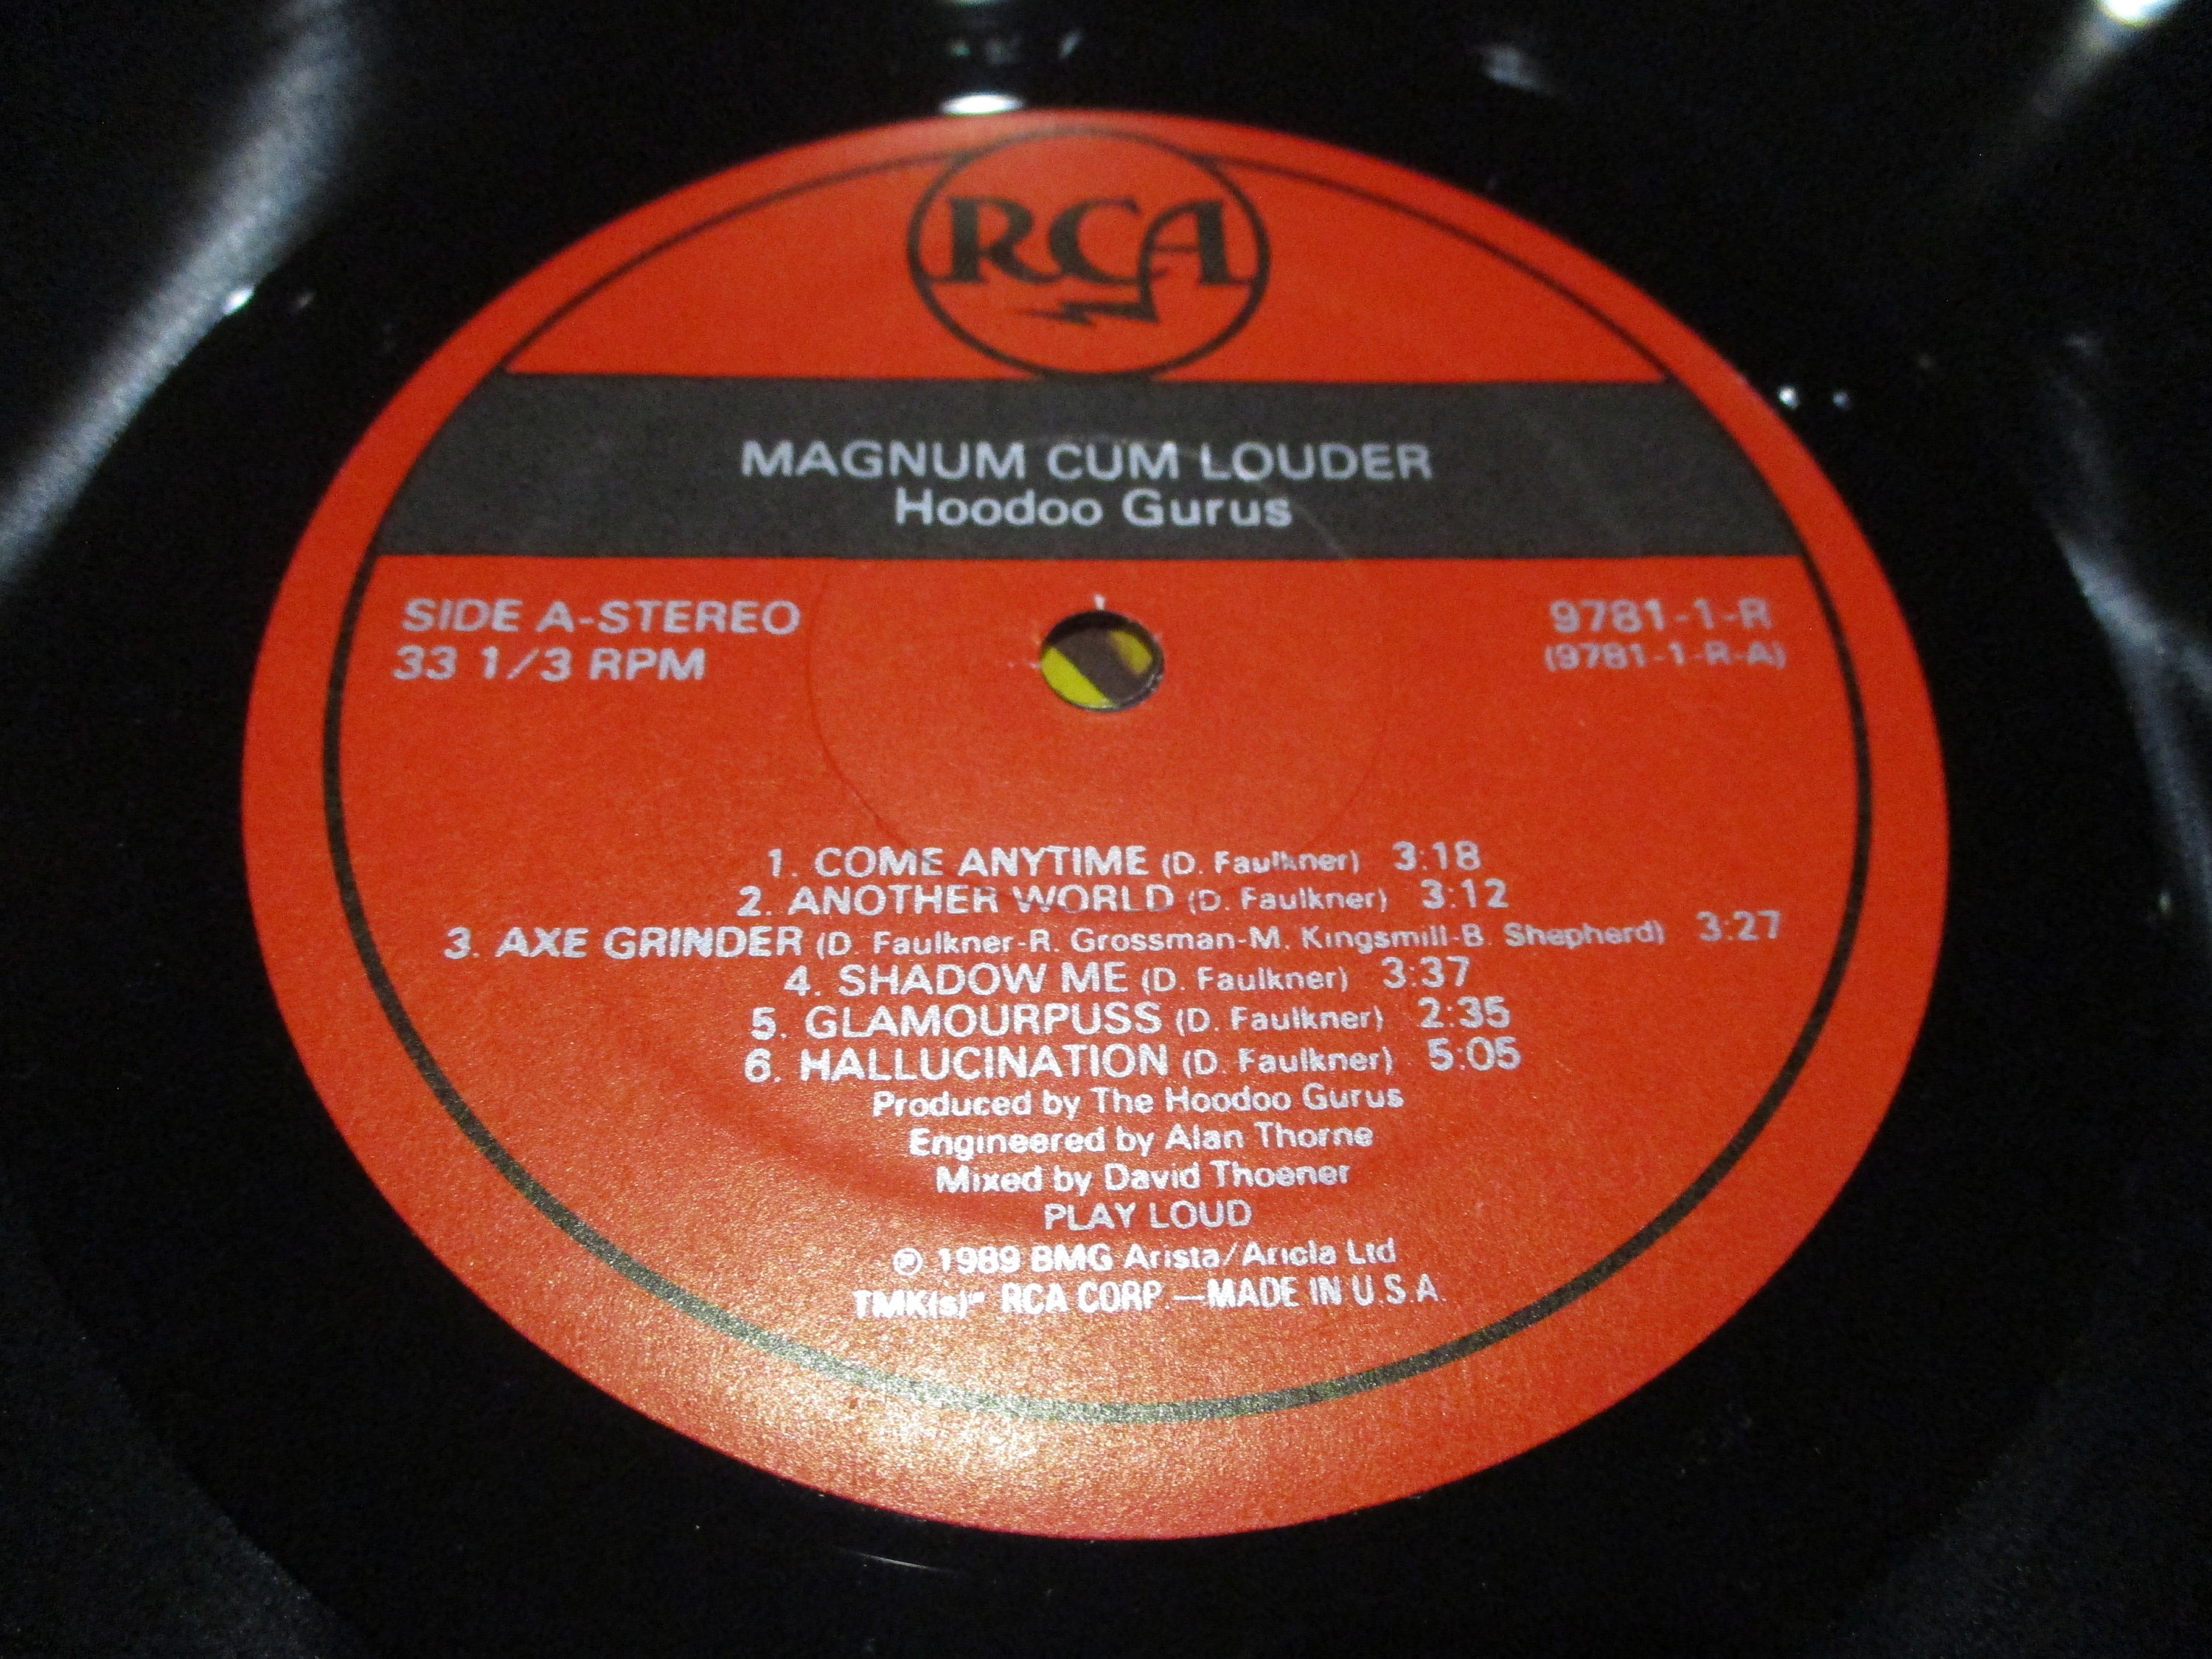 RCA
MAGNUM CUM LOUDER
Hoodoo Gurus
SIDE A-STEREO
33 1/3 RPM
9781-1-R
(9781-1-R-A)
1. COME ANYTIME (D. Faulkner) 3:18
2. ANOTHER WORLD (D. Faulkner) 3:12
3. AXE GRINDER (D. Faulkner-R. Grossman-M. Kingsmill-B. Shepherd) 3:27
4. SHADOW ME (D. Faulkner) 3:37
5. GLAMOURPUSS (D. Faulkner) 2:35
6. HALLUCINATION (D. Faulkner) 5:05
Produced by The Hoodoo Gurus
Engineered by Alan Thorne
Mixed by David Thoener
PLAY LOUD
℗ 1989 BMG Arista/Ariola Ltd
TMK(s)® RCA CORP.—MADE IN U.S.A.